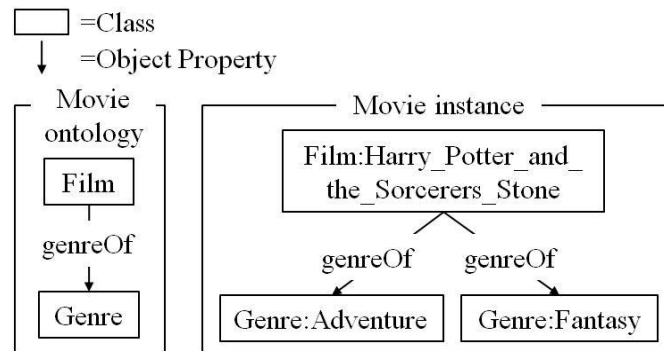 =Class
=Object Property
Movie
ontology
Film
genreOf
Genre
Movie instance
Film:Harry_Potter_and_
the_Sorcerers_Stone
genreOf
genreOf
Genre:Adventure
Genre:Fantasy